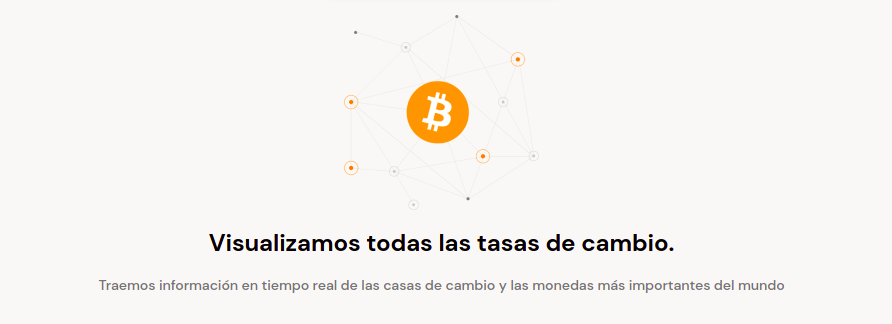 Visualizamos todas las tasas de cambio.
Traemos información en tiempo real de las casas de cambio y las monedas más importantes del mundo